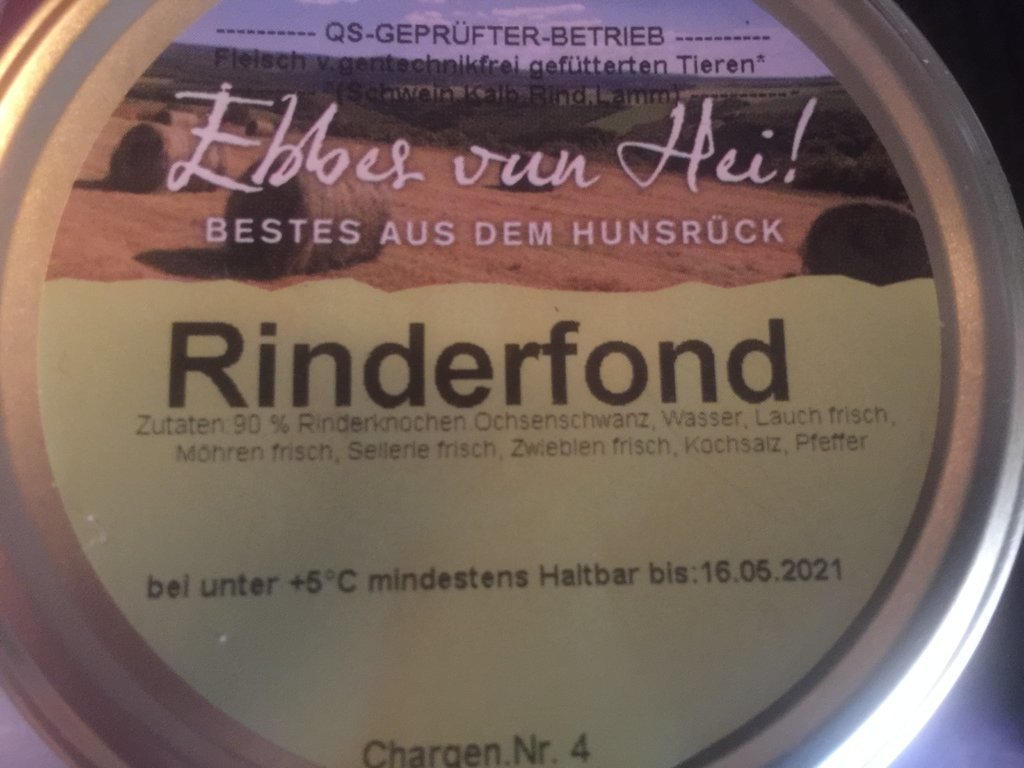 ---------- QS-GEPRÜFTER-BETRIEB ----------
Fleisch v.gentechnikfrei gefütterten Tieren*
----------*(Schwein,Kalb,Rind,Lamm)----------*
Ebbes vun Hei!
BESTES AUS DEM HUNSRÜCK
Rinderfond
Zutaten:90 % Rinderknochen.Ochsenschwanz, Wasser, Lauch frisch,
Möhren frisch, Sellerie frisch, Zwieblen frisch, Kochsalz, Pfeffer
bei unter +5°C mindestens Haltbar bis:16.05.2021
Chargen.Nr. 4